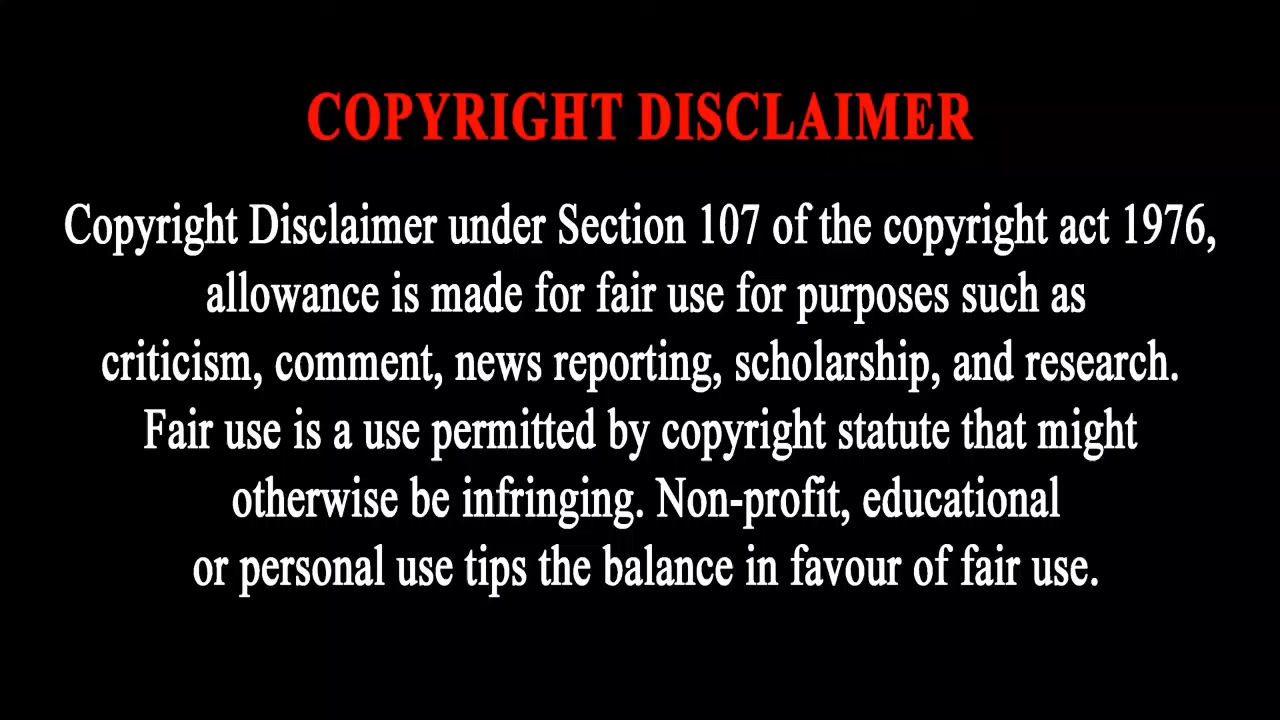 COPYRIGHT DISCLAIMER
Copyright Disclaimer under Section 107 of the copyright act 1976,
allowance is made for fair use for purposes such as
criticism, comment, news reporting, scholarship, and research.
Fair use is a use permitted by copyright statute that might
otherwise be infringing. Non-profit, educational
or personal use tips the balance in favour of fair use.